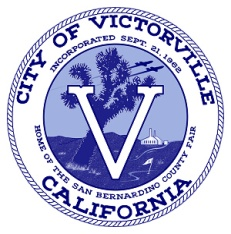 CITY OF VICTORVILLE
INCORPORATED SEPT. 21, 1962
V
HOME OF THE SAN BERNARDINO COUNTY FAIR
CALIFORNIA